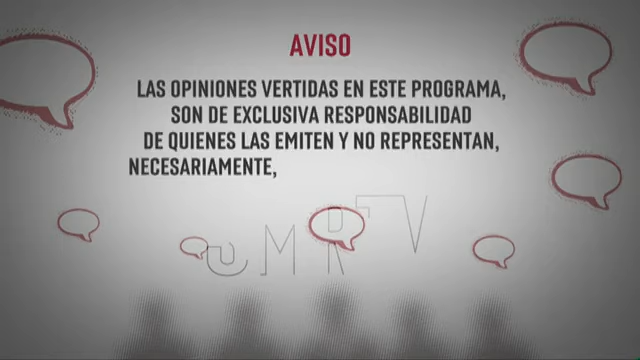 AVISO
LAS OPINIONES VERTIDAS EN ESTE PROGRAMA,
SON DE EXCLUSIVA RESPONSABILIDAD
DE QUIENES LAS EMITEN Y NO REPRESENTAN,
NECESARIAMENTE,